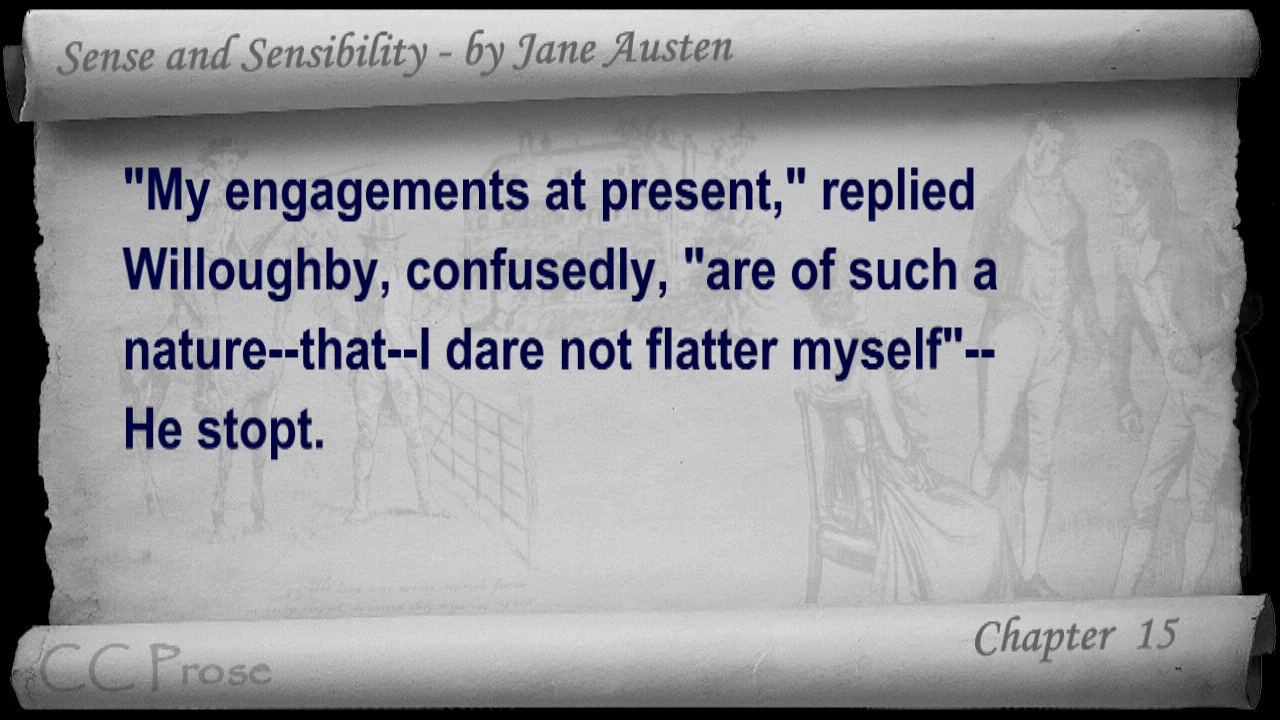 Sense and Sensibility - by Jane Austen
"My engagements at present," replied
Willoughby, confusedly, "are of such a
nature--that--I dare not flatter myself"--
He stopt.
Chapter 15
CC Prose